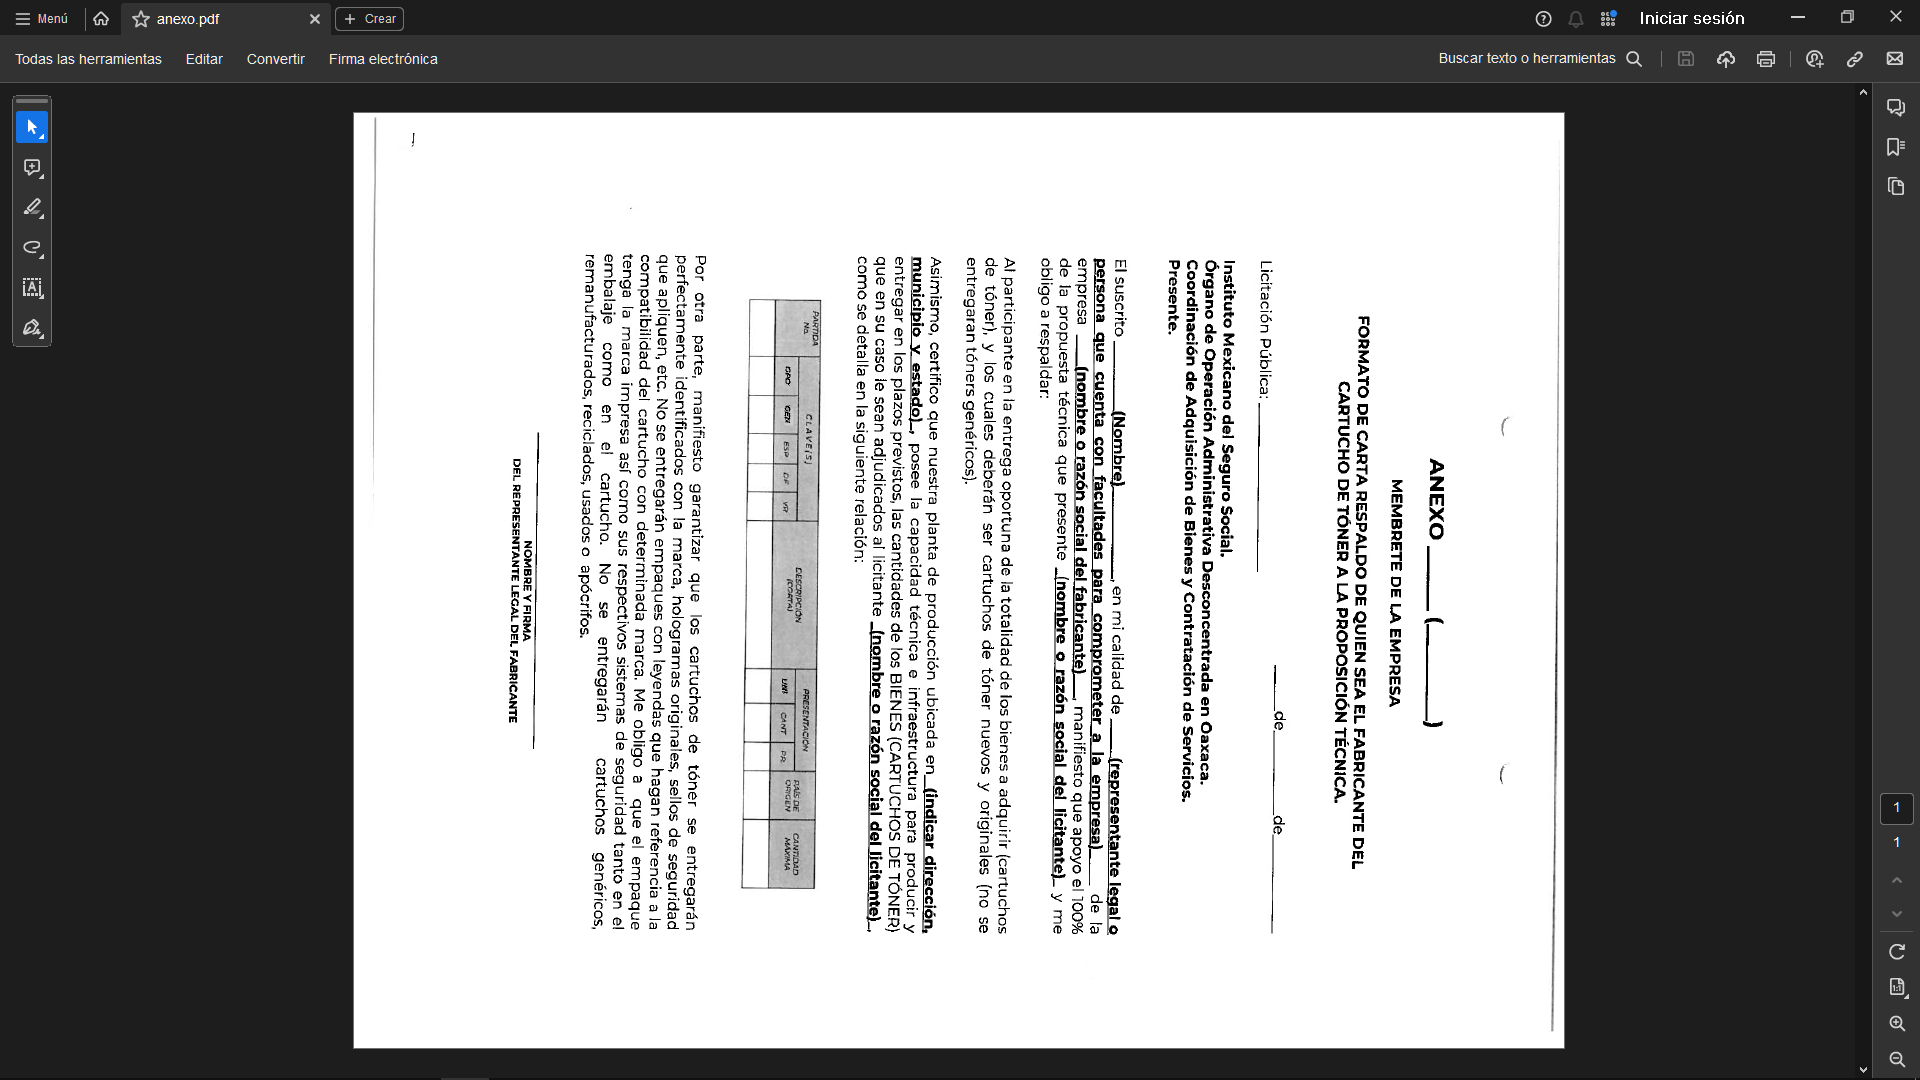 Menú
anexo.pdf
Crear
Iniciar sesión
Todas las herramientas
Editar
Convertir
Firma electrónica
Buscar texto o herramientas
ANEXO ______ (________)
MEMBRETE DE LA EMPRESA
FORMATO DE CARTA RESPALDO DE QUIEN SEA EL FABRICANTE DEL
CARTUCHO DE TÓNER A LA PROPOSICIÓN TÉCNICA.
_____de_________de____________
Licitación Pública: ____________________
Instituto Mexicano del Seguro Social.
Órgano de Operación Administrativa Desconcentrada en Oaxaca.
Coordinación de Adquisición de Bienes y Contratación de Servicios.
Presente.
El suscrito ________(Nombre)__________, en mi calidad de ____(representante legal o
persona que cuenta con facultades para comprometer a la empresa)____ de la
empresa ____(nombre o razón social del fabricante)___, manifiesto que apoyo el 100%
de la propuesta técnica que presente _(nombre o razón social del licitante)_ y me
obligo a respaldar:
Al participante en la entrega oportuna de la totalidad de los bienes a adquirir (cartuchos
de tóner), y los cuales deberán ser cartuchos de tóner nuevos y originales (no se
entregaran tóners genéricos).
Asimismo, certifico que nuestra planta de producción ubicada en_(indicar dirección,
municipio y estado)_, posee la capacidad técnica e infraestructura para producir y
entregar en los plazos previstos, las cantidades de los BIENES (CARTUCHOS DE TÓNER)
que en su caso le sean adjudicados al licitante _(nombre o razón social del licitante)_,
como se detalla en la siguiente relación:
PARTIDA No.
CLAVE(S)
GPO
GEN
ESP
DF
VR
DESCRIPCIÓN
(CORTA)
PRESENTACIÓN
UNI
CANT
PR
PAÍS DE ORIGEN
CANTIDAD MÁXIMA
Por otra parte, manifiesto garantizar que los cartuchos de tóner se entregarán
perfectamente identificados con la marca, hologramas originales, sellos de seguridad
que apliquen, etc. No se entregarán empaques con leyendas que hagan referencia a la
compatibilidad del cartucho con determinada marca. Me obligo a que el empaque
tenga la marca impresa así como sus respectivos sistemas de seguridad tanto en el
embalaje como en el cartucho. No se entregarán cartuchos genéricos,
remanufacturados, reciclados, usados o apócrifos.
NOMBRE Y FIRMA
DEL REPRESENTANTE LEGAL DEL FABRICANTE
1
1